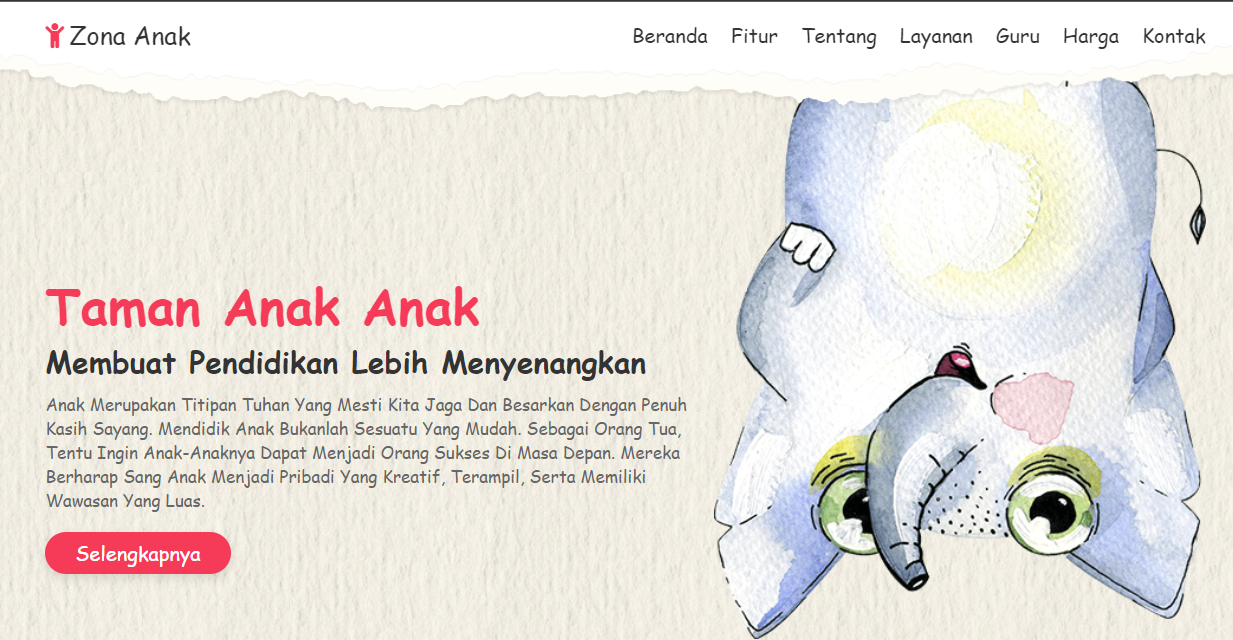 Zona Anak
Beranda Fitur Tentang Layanan Guru Harga Kontak
Taman Anak Anak
Membuat Pendidikan Lebih Menyenangkan
Anak Merupakan Titipan Tuhan Yang Mesti Kita Jaga Dan Besarkan Dengan Penuh
Kasih Sayang. Mendidik Anak Bukanlah Sesuatu Yang Mudah. Sebagai Orang Tua,
Tentu Ingin Anak-Anaknya Dapat Menjadi Orang Sukses Di Masa Depan. Mereka
Berharap Sang Anak Menjadi Pribadi Yang Kreatif, Terampil, Serta Memiliki
Wawasan Yang Luas.
Selengkapnya